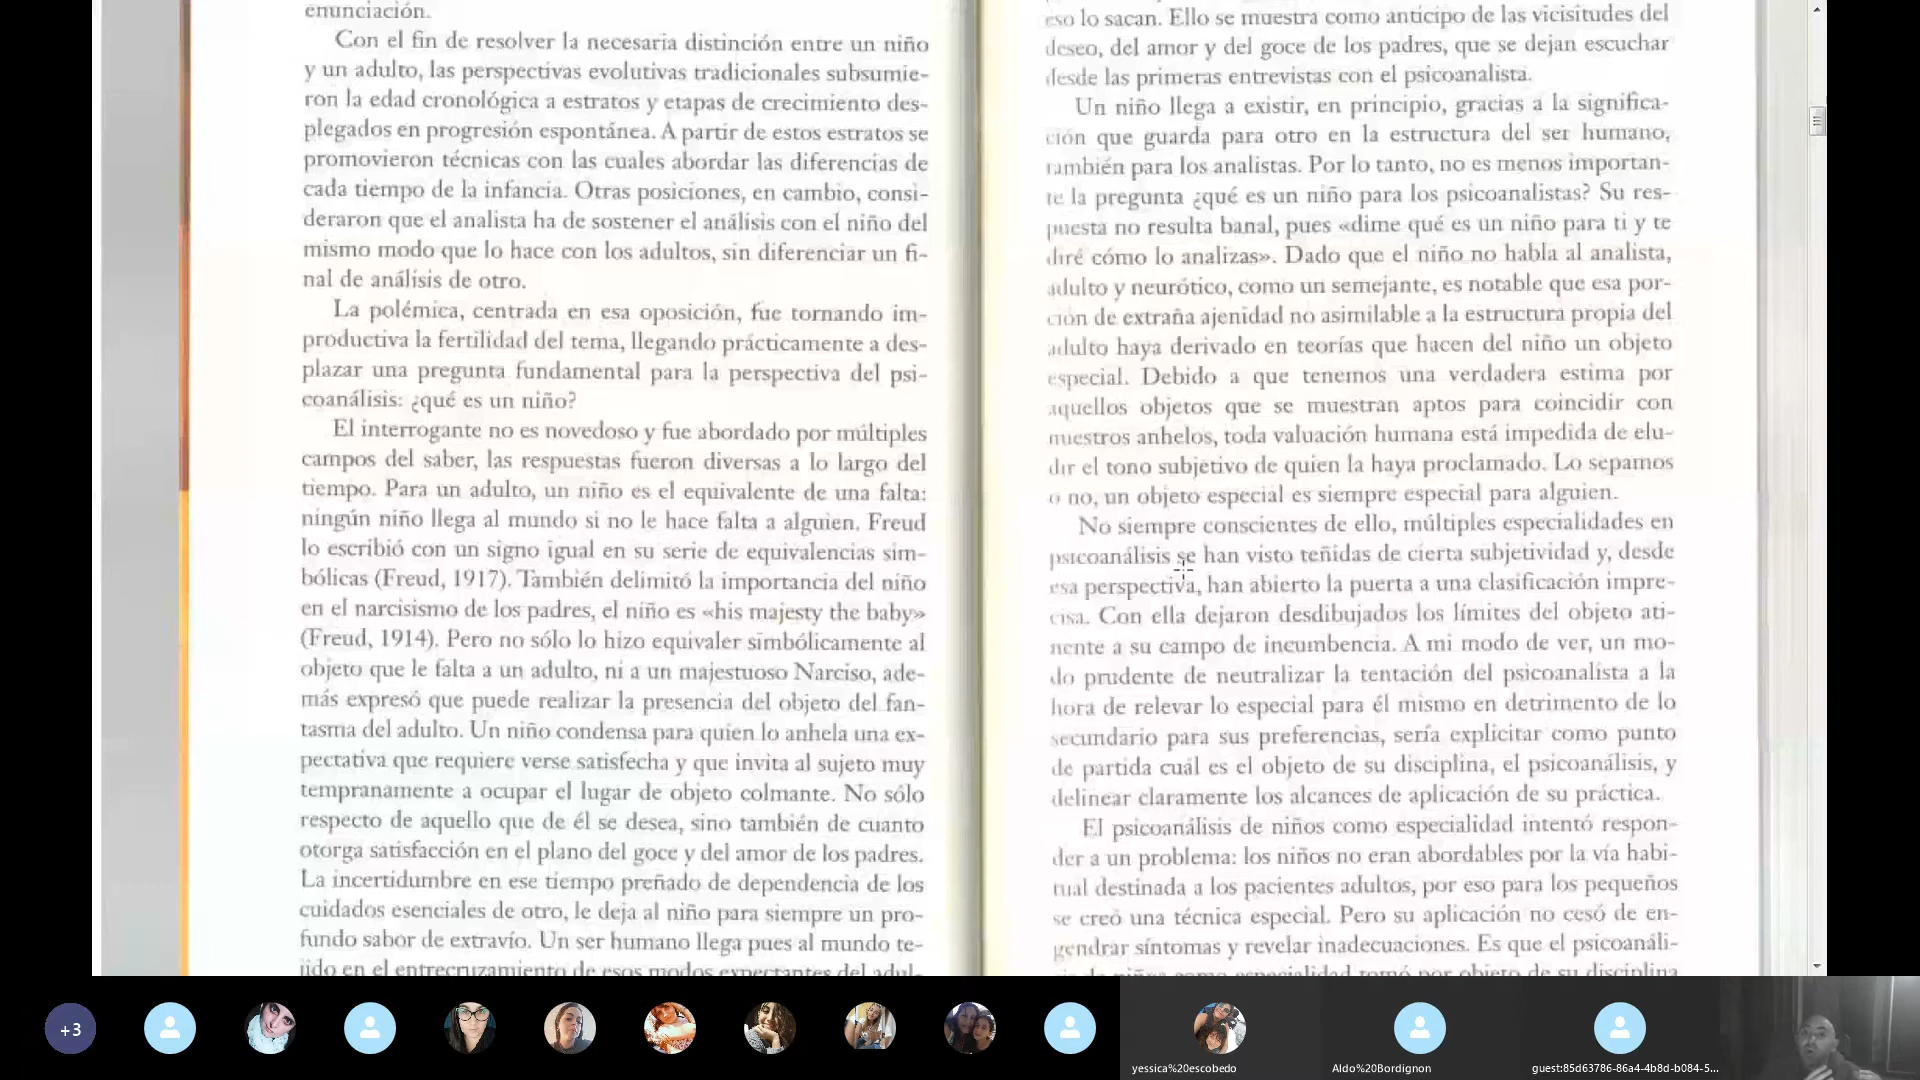 enunciación.
Con el fin de resolver la necesaria distinción entre un niño
y un adulto, las perspectivas evolutivas tradicionales subsumie-
ron la edad cronológica a estratos y etapas de crecimiento des-
plegados en progresión espontánea. A partir de estos estratos se
promovieron técnicas con las cuales abordar las diferencias de
cada tiempo de la infancia. Otras posiciones, en cambio, consi-
deraron que el analista ha de sostener el análisis con el niño del
mismo modo que lo hace con los adultos, sin diferenciar un fi-
nal de análisis de otro.
La polémica, centrada en esa oposición, fue tornando im-
productiva la fertilidad del tema, llegando prácticamente a des-
plazar una pregunta fundamental para la perspectiva del psi-
coanálisis: ¿qué es un niño?
El interrogante no es novedoso y fue abordado por múltiples
campos del saber, las respuestas fueron diversas a lo largo del
tiempo. Para un adulto, un niño es el equivalente de una falta:
ningún niño llega al mundo si no le hace falta a alguien. Freud
lo escribió con un signo igual en su serie de equivalencias sim-
bólicas (Freud, 1917). También delimitó la importancia del niño
en el narcisismo de los padres, el niño es «his majesty the baby»
(Freud, 1914). Pero no sólo lo hizo equivaler simbólicamente al
objeto que le falta a un adulto, ni a un majestuoso Narciso, ade-
más expresó que puede realizar la presencia del objeto del fan-
tasma del adulto. Un niño condensa para quien lo anhela una ex-
pectativa que requiere verse satisfecha y que invita al sujeto muy
tempranamente a ocupar el lugar de objeto colmante. No sólo
respecto de aquello que de él se desea, sino también de cuanto
otorga satisfacción en el plano del goce y del amor de los padres.
La incertidumbre en ese tiempo preñado de dependencia de los
cuidados esenciales de otro, le deja al niño para siempre un pro-
fundo sabor de extravío. Un ser humano llega pues al mundo te-
jido en el entrecruzamiento de esos modos expectantes del adul-
eso lo sacan. Ello se muestra como anticipo de las vicisitudes del
deseo, del amor y del goce de los padres, que se dejan escuchar
desde las primeras entrevistas con el psicoanalista.
Un niño llega a existir, en principio, gracias a la significa-
ción que guarda para otro en la estructura del ser humano,
también para los analistas. Por lo tanto, no es menos importan-
te la pregunta ¿qué es un niño para los psicoanalistas? Su res-
puesta no resulta banal, pues «dime qué es un niño para ti y te
diré cómo lo analizas». Dado que el niño no habla al analista,
adulto y neurótico, como un semejante, es notable que esa por-
ción de extraña ajenidad no asimilable a la estructura propia del
adulto haya derivado en teorías que hacen del niño un objeto
especial. Debido a que tenemos una verdadera estima por
aquellos objetos que se muestran aptos para coincidir con
nuestros anhelos, toda valuación humana está impedida de elu-
dir el tono subjetivo de quien la haya proclamado. Lo sepamos
o no, un objeto especial es siempre especial para alguien.
No siempre conscientes de ello, múltiples especialidades en
psicoanálisis se han visto teñidas de cierta subjetividad y, desde
esa perspectiva, han abierto la puerta a una clasificación impre-
cisa. Con ella dejaron desdibujados los límites del objeto ati-
nente a su campo de incumbencia. A mi modo de ver, un mo-
do prudente de neutralizar la tentación del psicoanalista a la
hora de relevar lo especial para él mismo en detrimento de lo
secundario para sus preferencias, sería explicitar como punto
de partida cuál es el objeto de su disciplina, el psicoanálisis, y
delinear claramente los alcances de aplicación de su práctica.
El psicoanálisis de niños como especialidad intentó respon-
der a un problema: los niños no eran abordables por la vía habi-
tual destinada a los pacientes adultos, por eso para los pequeños
se creó una técnica especial. Pero su aplicación no cesó de en-
gendrar síntomas y revelar inadecuaciones. Es que el psicoanáli-
sis de niños como especialidad tomó por objeto de su disciplina
+3
yessica%20escobedo
Aldo%20Bordignon
guest:85d63786-86a4-4b8d-b084-5...